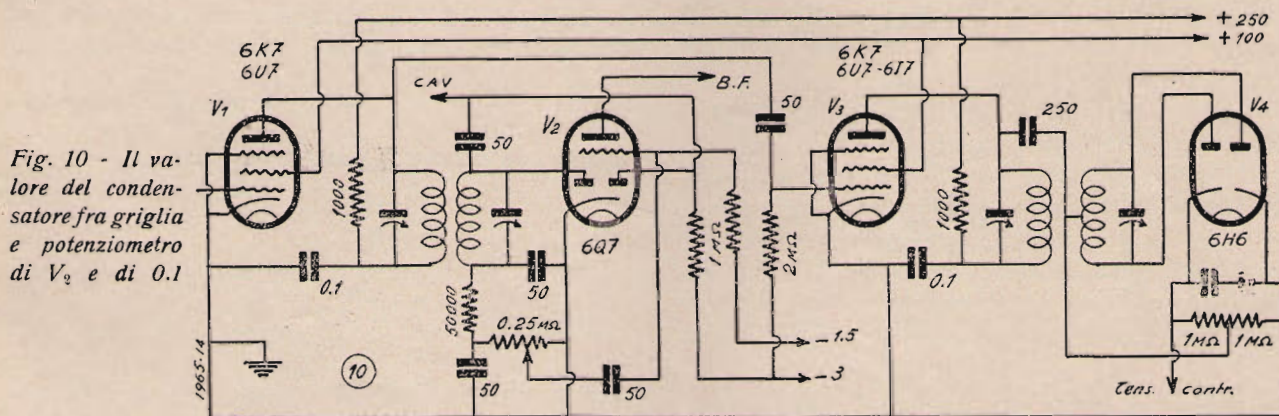 Fig. 10 - Il va-
lore del conden-
satore fra griglia
e potenziometro
di V2 e di 0.1
+ 250
+ 100
6K7
6U7
V1
CAV
B.F.
V2
50
50
6K7
6U7-6I7
V3
250
V4
1000
6Q7
1MΩ
2MΩ
1000
6H6
0.1
50
0.1
50000
0.25MΩ
-1.5
-3
1MΩ
1MΩ
50
50
1965-14
10
Tens. contr.